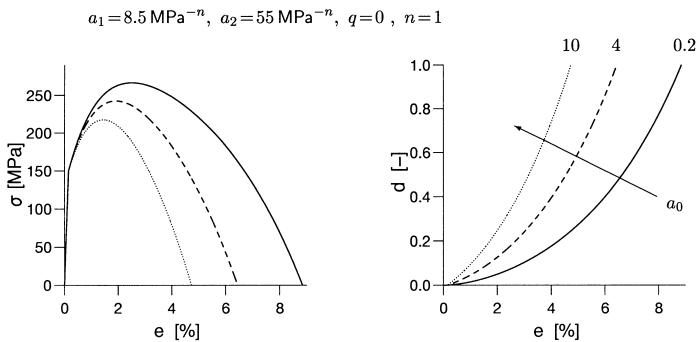 a₁=8.5 MPa⁻ⁿ, a₂=55 MPa⁻ⁿ, q=0 , n=1
10 4 0.2
250
200
150
100
50
0
σ [MPa]
0 2 4 6 8
e [%]
1.0
0.8
0.6
0.4
0.2
0.0
d [–]
a₀
0 2 4 6 8
e [%]